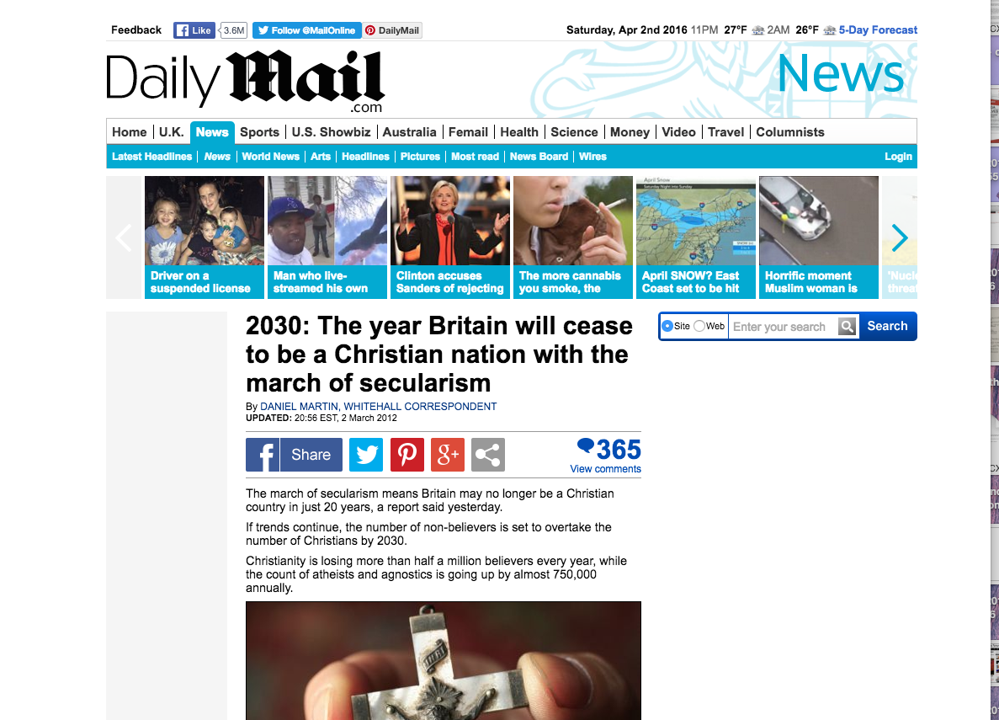 Feedback Like 3.6M Follow @MailOnline DailyMail Saturday, Apr 2nd 2016 11PM 27°F 2AM 26°F 5-Day Forecast
Daily Mail .com News
Home U.K. News Sports U.S. Showbiz Australia Femail Health Science Money Video Travel Columnists
Latest Headlines News World News Arts Headlines Pictures Most read News Board Wires Login
April Snow
Saturday Night into Sunday
Driver on a
suspended license
Man who live-
streamed his own
Clinton accuses
Sanders of rejecting
The more cannabis
you smoke, the
April SNOW? East
Coast set to be hit
Horrific moment
Muslim woman is
2030: The year Britain will cease
to be a Christian nation with the
march of secularism
Site Web Enter your search Search
By DANIEL MARTIN, WHITEHALL CORRESPONDENT
UPDATED: 20:56 EST, 2 March 2012
f Share g+ 365
View comments
The march of secularism means Britain may no longer be a Christian
country in just 20 years, a report said yesterday.
If trends continue, the number of non-believers is set to overtake the
number of Christians by 2030.
Christianity is losing more than half a million believers every year, while
the count of atheists and agnostics is going up by almost 750,000
annually.
INRI